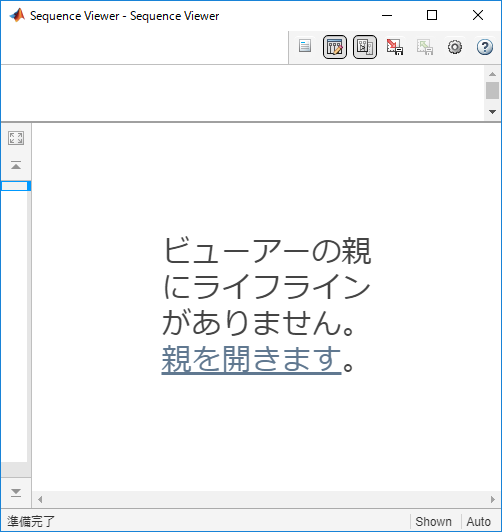 Sequence Viewer - Sequence Viewer
ビューアーの親
にライフライン
がありません。
親を開きます。
準備完了
Shown
Auto